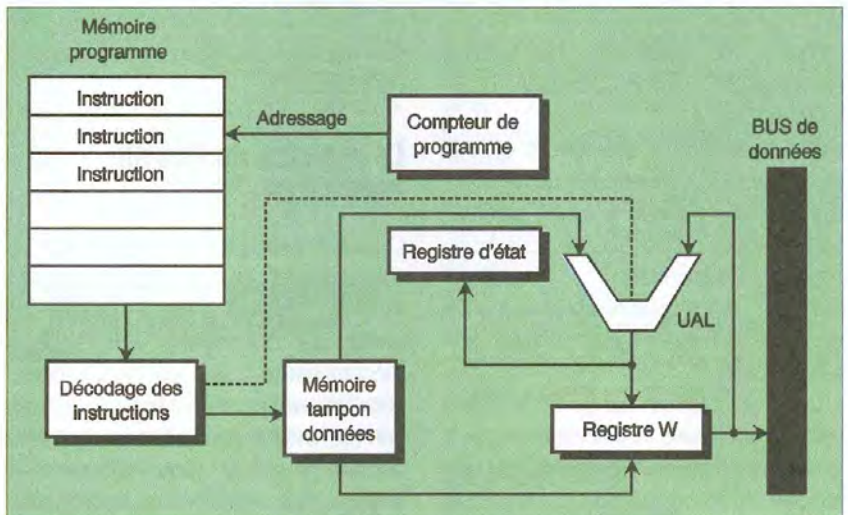 Mémoire
programme
Instruction
Instruction
Instruction
Adressage
Compteur de
programme
BUS de
données
Registre d'état
UAL
Décodage des
instructions
Mémoire
tampon
données
Registre W